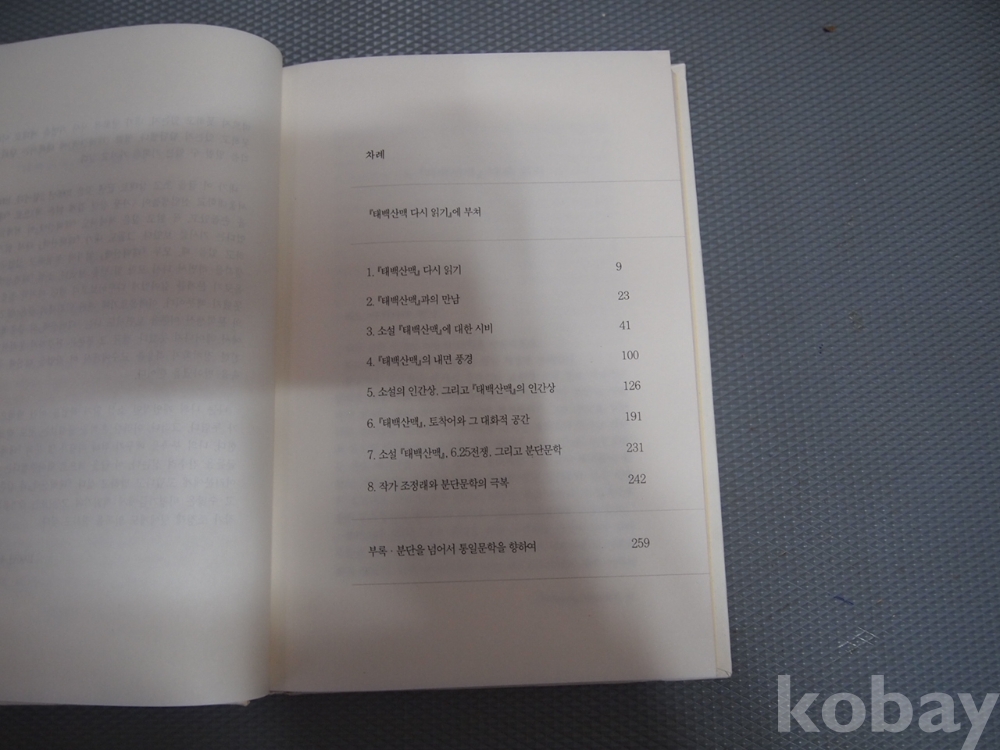 차례
『태백산맥 다시 읽기』에 부쳐
1. 『태백산맥』 다시 읽기 9
2. 『태백산맥』과의 만남 23
3. 소설 『태백산맥』에 대한 시비 41
4. 『태백산맥』의 내면 풍경 100
5. 소설의 인간상, 그리고 『태백산맥』의 인간상 126
6. 『태백산맥』, 토착어와 그 대화적 공간 191
7. 소설 『태백산맥』, 6.25전쟁, 그리고 분단문학 231
8. 작가 조정래와 분단문학의 극복 242
부록 · 분단을 넘어서 통일문학을 향하여 259
kobay